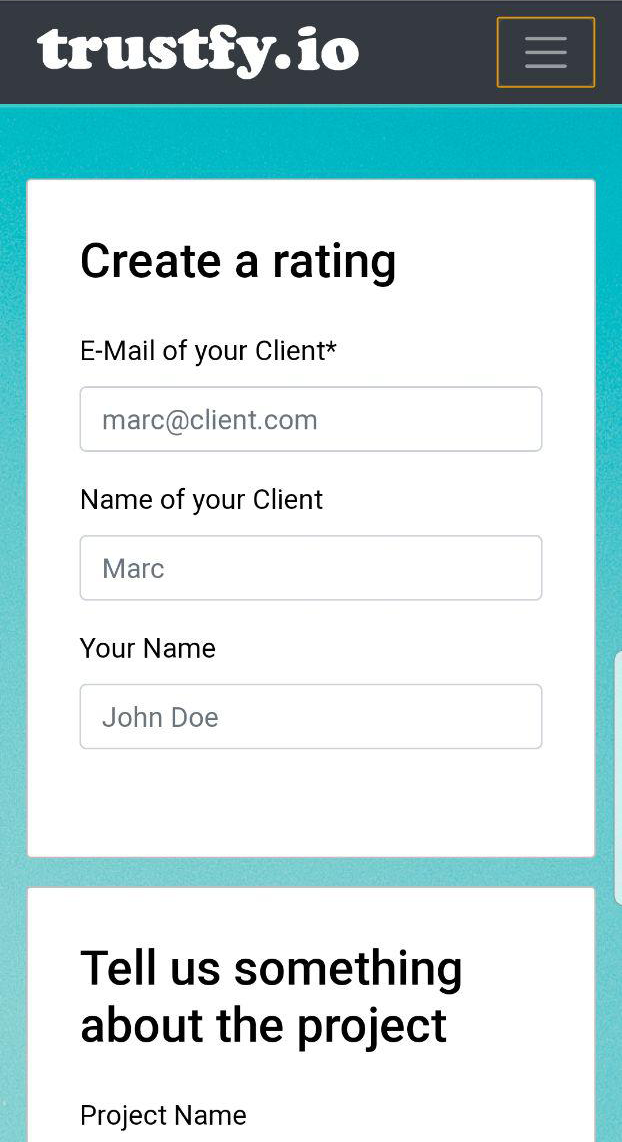 trustfy.io
Create a rating
E-Mail of your Client*
marc@client.com
Name of your Client
Marc
Your Name
John Doe
Tell us something
about the project
Project Name